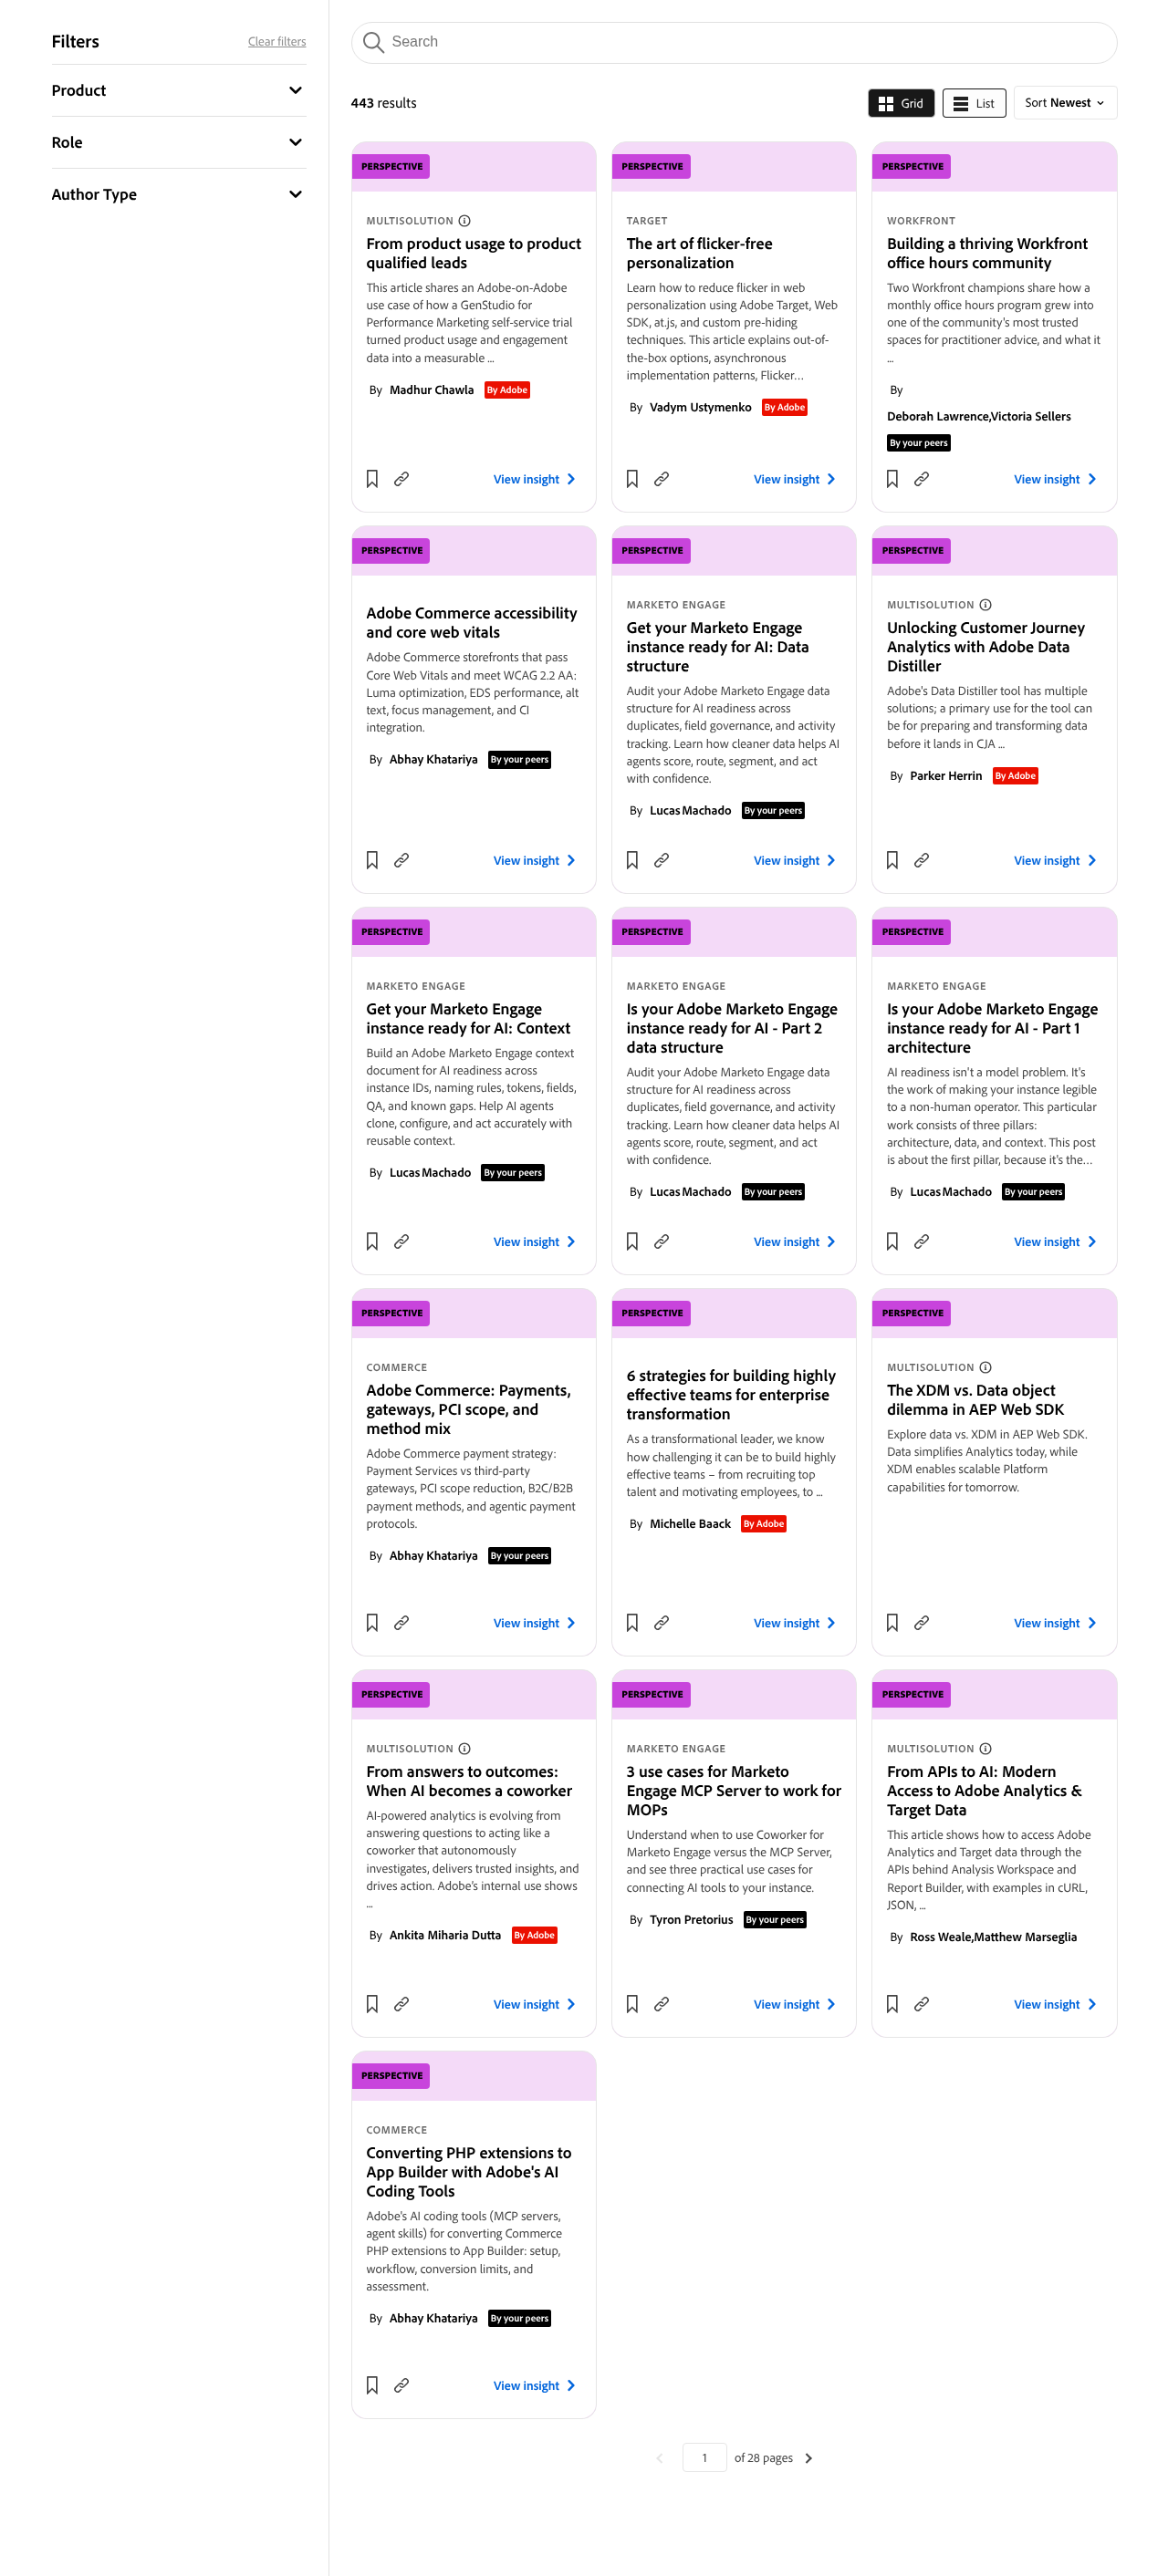 Filters
Clear filters
Product
Role
Author Type
Search
443 results
Grid
List
Sort Newest
PERSPECTIVE
MULTISOLUTION
From product usage to product
qualified leads
This article shares an Adobe-on-Adobe
use case of how a GenStudio for
Performance Marketing self-service trial
turned product usage and engagement
data into a measurable ...
By Madhur Chawla By Adobe
View insight
PERSPECTIVE
TARGET
The art of flicker-free
personalization
Learn how to reduce flicker in web
personalization using Adobe Target, Web
SDK, at.js, and custom pre-hiding
techniques. This article explains out-of-
the-box options, asynchronous
implementation patterns, Flicker...
By Vadym Ustymenko By Adobe
View insight
PERSPECTIVE
WORKFRONT
Building a thriving Workfront
office hours community
Two Workfront champions share how a
monthly office hours program grew into
one of the community's most trusted
spaces for practitioner advice, and what it
...
By
Deborah Lawrence,Victoria Sellers
By your peers
View insight
PERSPECTIVE
Adobe Commerce accessibility
and core web vitals
Adobe Commerce storefronts that pass
Core Web Vitals and meet WCAG 2.2 AA:
Luma optimization, EDS performance, alt
text, focus management, and CI
integration.
By Abhay Khatariya By your peers
View insight
PERSPECTIVE
MARKETO ENGAGE
Get your Marketo Engage
instance ready for AI: Data
structure
Audit your Adobe Marketo Engage data
structure for AI readiness across
duplicates, field governance, and activity
tracking. Learn how cleaner data helps AI
agents score, route, segment, and act
with confidence.
By Lucas Machado By your peers
View insight
PERSPECTIVE
MULTISOLUTION
Unlocking Customer Journey
Analytics with Adobe Data
Distiller
Adobe's Data Distiller tool has multiple
solutions; a primary use for the tool can
be for preparing and transforming data
before it lands in CJA ...
By Parker Herrin By Adobe
View insight
PERSPECTIVE
MARKETO ENGAGE
Get your Marketo Engage
instance ready for AI: Context
Build an Adobe Marketo Engage context
document for AI readiness across
instance IDs, naming rules, tokens, fields,
QA, and known gaps. Help AI agents
clone, configure, and act accurately with
reusable context.
By Lucas Machado By your peers
View insight
PERSPECTIVE
MARKETO ENGAGE
Is your Adobe Marketo Engage
instance ready for AI - Part 2
data structure
Audit your Adobe Marketo Engage data
structure for AI readiness across
duplicates, field governance, and activity
tracking. Learn how cleaner data helps AI
agents score, route, segment, and act
with confidence.
By Lucas Machado By your peers
View insight
PERSPECTIVE
MARKETO ENGAGE
Is your Adobe Marketo Engage
instance ready for AI - Part 1
architecture
AI readiness isn't a model problem. It's
the work of making your instance legible
to a non-human operator. This particular
work consists of three pillars:
architecture, data, and context. This post
is about the first pillar, because it's the...
By Lucas Machado By your peers
View insight
PERSPECTIVE
COMMERCE
Adobe Commerce: Payments,
gateways, PCI scope, and
method mix
Adobe Commerce payment strategy:
Payment Services vs third-party
gateways, PCI scope reduction, B2C/B2B
payment methods, and agentic payment
protocols.
By Abhay Khatariya By your peers
View insight
PERSPECTIVE
6 strategies for building highly
effective teams for enterprise
transformation
As a transformational leader, we know
how challenging it can be to build highly
effective teams – from recruiting top
talent and motivating employees, to ...
By Michelle Baack By Adobe
View insight
PERSPECTIVE
MULTISOLUTION
The XDM vs. Data object
dilemma in AEP Web SDK
Explore data vs. XDM in AEP Web SDK.
Data simplifies Analytics today, while
XDM enables scalable Platform
capabilities for tomorrow.
View insight
PERSPECTIVE
MULTISOLUTION
From answers to outcomes:
When AI becomes a coworker
AI-powered analytics is evolving from
answering questions to acting like a
coworker that autonomously
investigates, delivers trusted insights, and
drives action. Adobe's internal use shows
...
By Ankita Miharia Dutta By Adobe
View insight
PERSPECTIVE
MARKETO ENGAGE
3 use cases for Marketo
Engage MCP Server to work for
MOPs
Understand when to use Coworker for
Marketo Engage versus the MCP Server,
and see three practical use cases for
connecting AI tools to your instance.
By Tyron Pretorius By your peers
View insight
PERSPECTIVE
MULTISOLUTION
From APIs to AI: Modern
Access to Adobe Analytics &
Target Data
This article shows how to access Adobe
Analytics and Target data through the
APIs behind Analysis Workspace and
Report Builder, with examples in cURL,
JSON, ...
By Ross Weale,Matthew Marseglia
View insight
PERSPECTIVE
COMMERCE
Converting PHP extensions to
App Builder with Adobe's AI
Coding Tools
Adobe's AI coding tools (MCP servers,
agent skills) for converting Commerce
PHP extensions to App Builder: setup,
workflow, conversion limits, and
assessment.
By Abhay Khatariya By your peers
View insight
1 of 28 pages